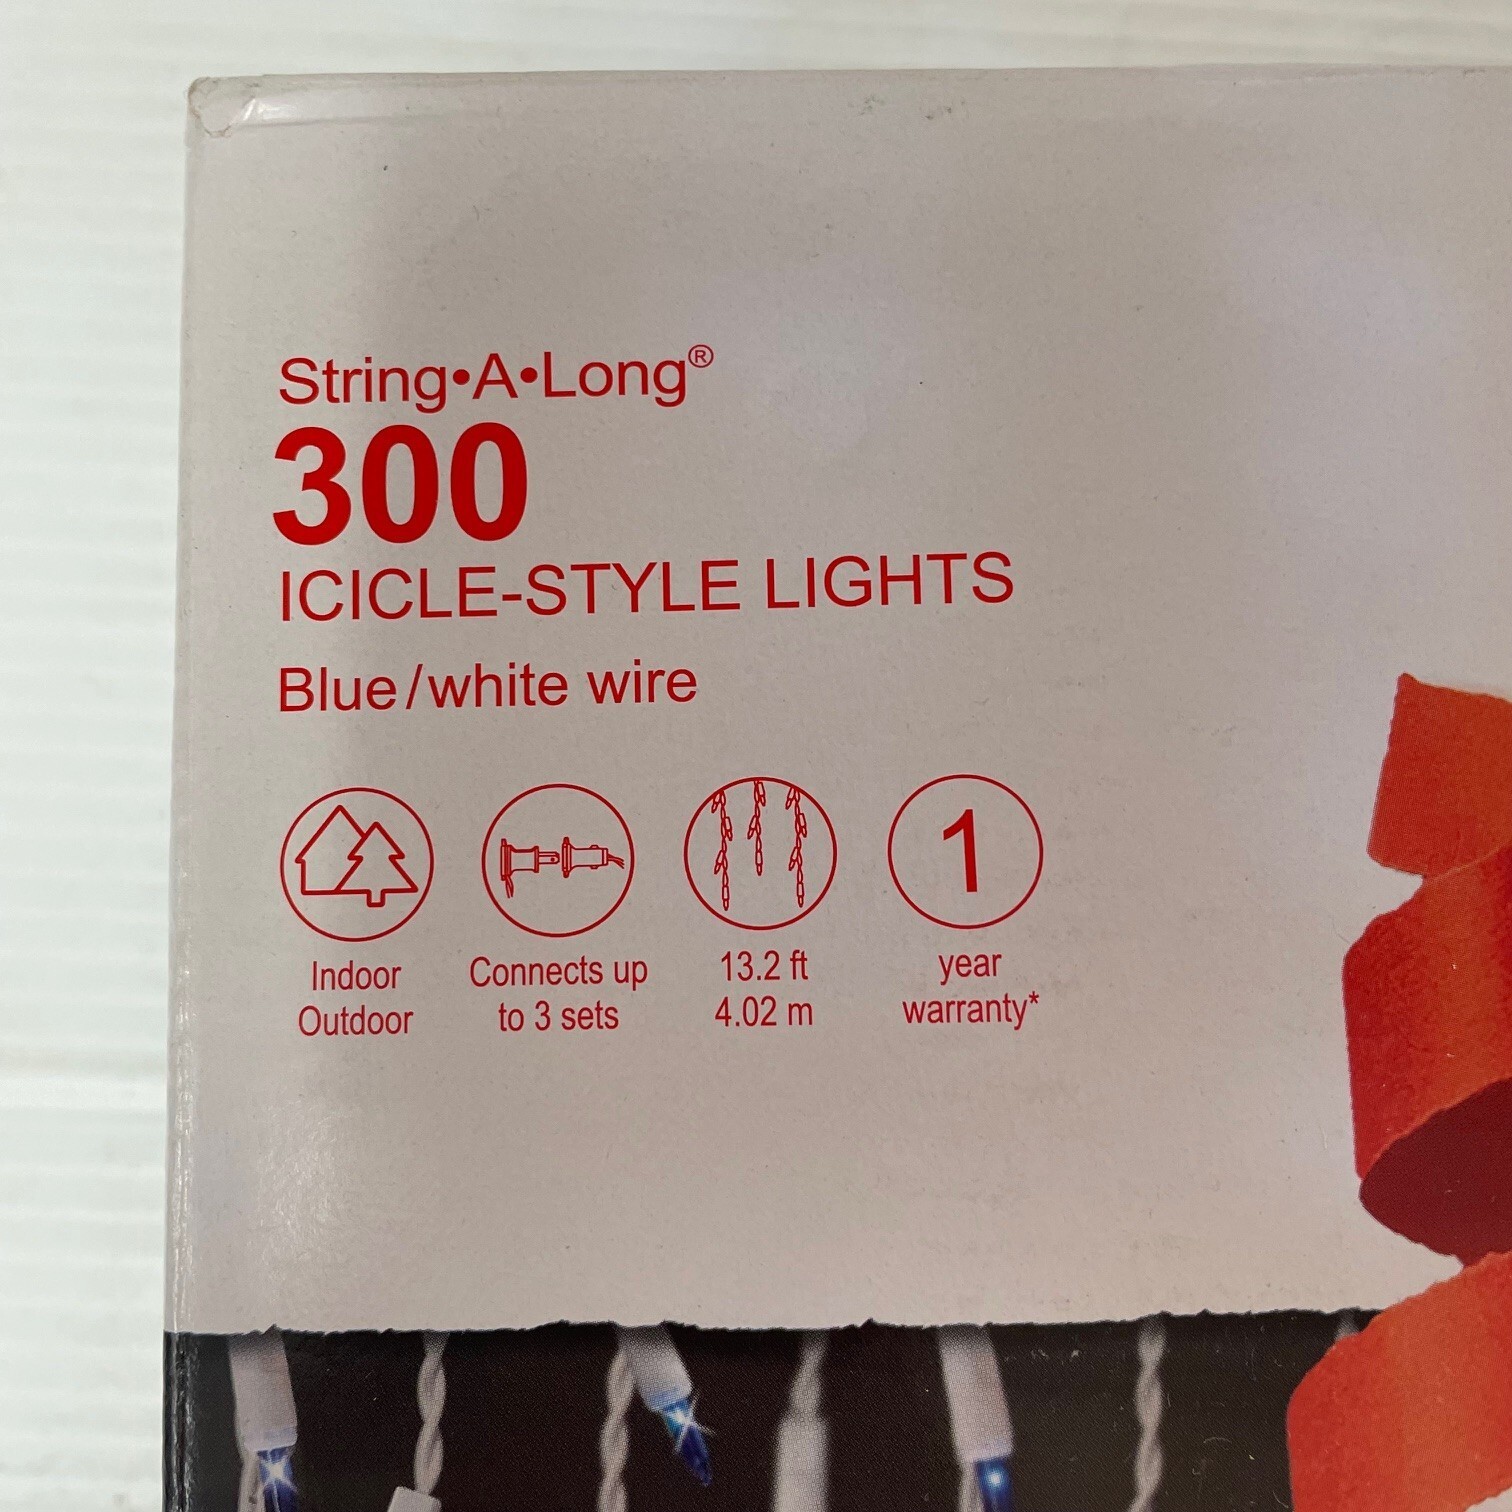 String•A•Long®
300
ICICLE-STYLE LIGHTS
Blue/white wire
Indoor
Outdoor
Connects up
to 3 sets
13.2 ft
4.02 m
1
year
warranty*